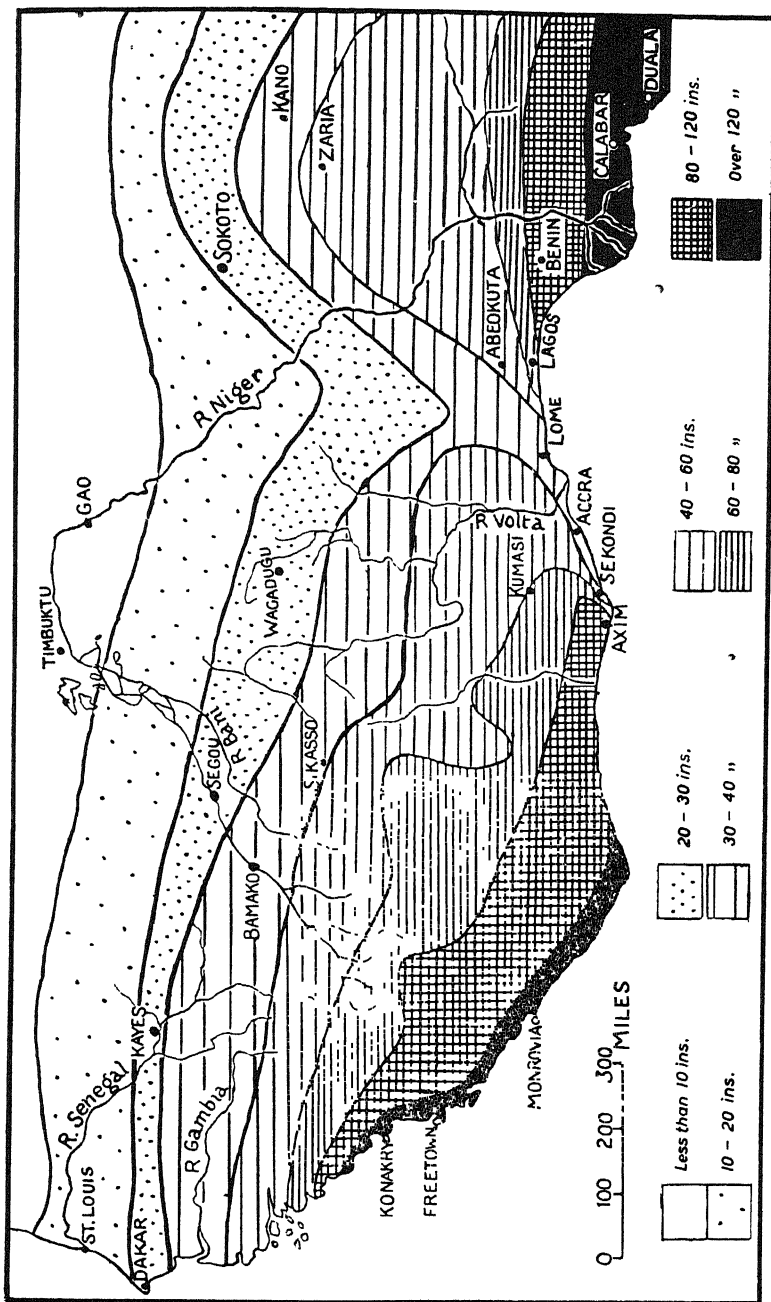 ST. LOUIS
DAKAR
R. Senegal
KAYES
R Gambia
BAMAKO
SEGOU
R Bani
S. KASSO
TIMBUKTU
GAO
R Niger
WAGADUGU
SOKOTO
KANO
ZARIA
R Volta
KUMASI
ABEOKUTA
LAGOS
LOME
ACCRA
SEKONDI
AXIM
BENIN
CALABAR
DUALA
KONAKRY
FREETOWN
MONROVIA
0 100 200 300
MILES
Less than 10 ins.
10 - 20 ins.
20 - 30 ins.
30 - 40 "
40 - 60 ins.
60 - 80 "
80 - 120 ins.
Over 120 "